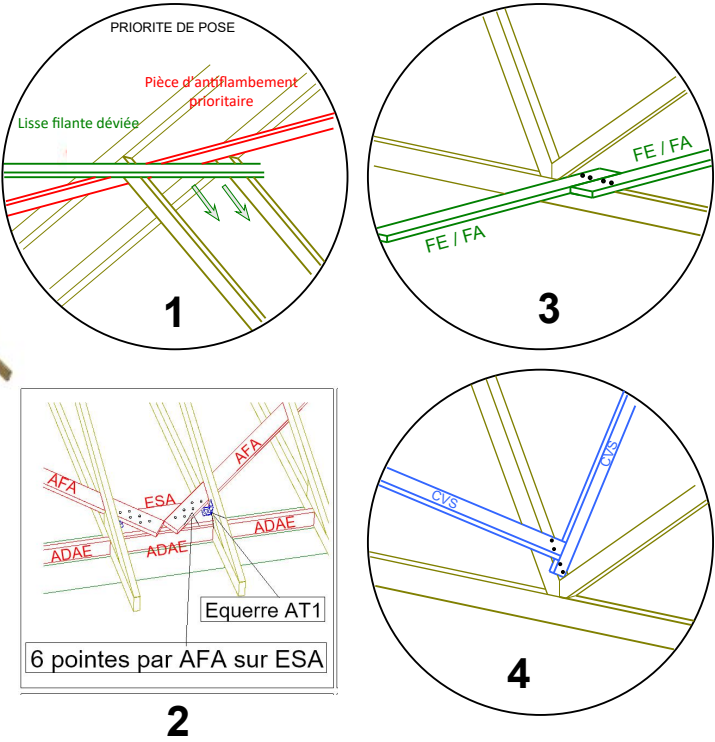 PRIORITE DE POSE
Pièce d'antiflambement
prioritaire
Lisse filante déviée
1
FE / FA
FE / FA
3
AFA
ESA
AFA
ADAE
ADAE
ADAE
Equerre AT1
6 pointes par AFA sur ESA
2
CVS
CVS
4